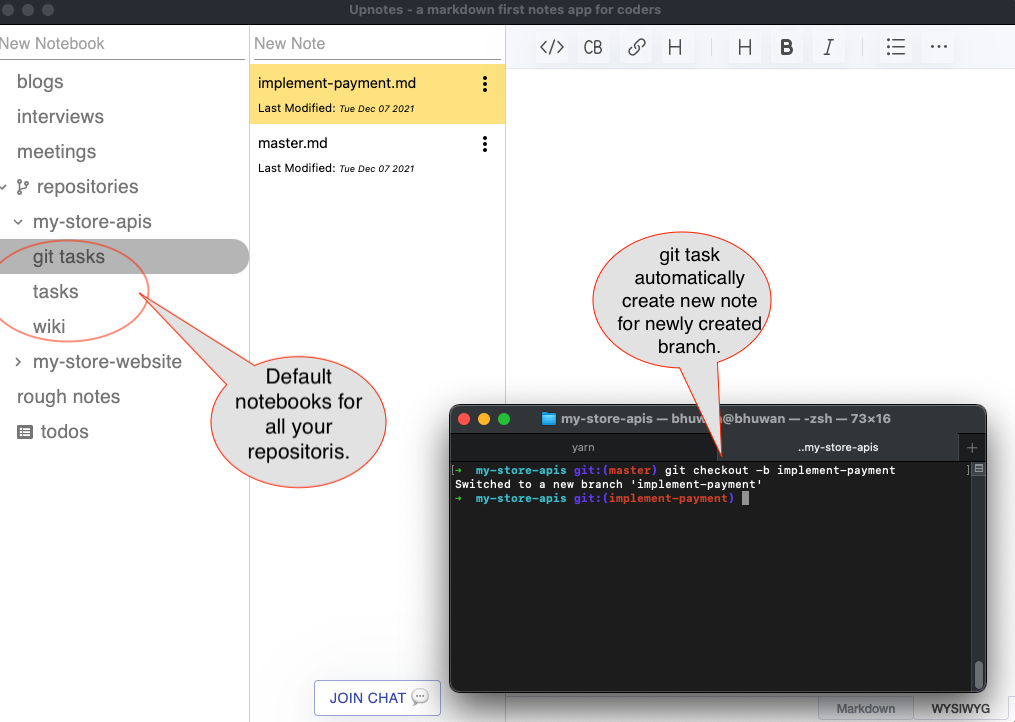 Upnotes - a markdown first notes app for coders
New Notebook
blogs
interviews
meetings
repositories
my-store-apis
git tasks
tasks
wiki
my-store-website
rough notes
todos
New Note
implement-payment.md
Last Modified: Tue Dec 07 2021
master.md
Last Modified: Tue Dec 07 2021
</> CB H H B I
Default
notebooks for
all your
repositoris.
git task
automatically
create new note
for newly created
branch.
my-store-apis — bhuwan@bhuwan — -zsh — 73×16
yarn ..my-store-apis +
[➜ my-store-apis git:(master) git checkout -b implement-payment ]
Switched to a new branch 'implement-payment'
➜ my-store-apis git:(implement-payment)
JOIN CHAT 💬
Markdown WYSIWYG